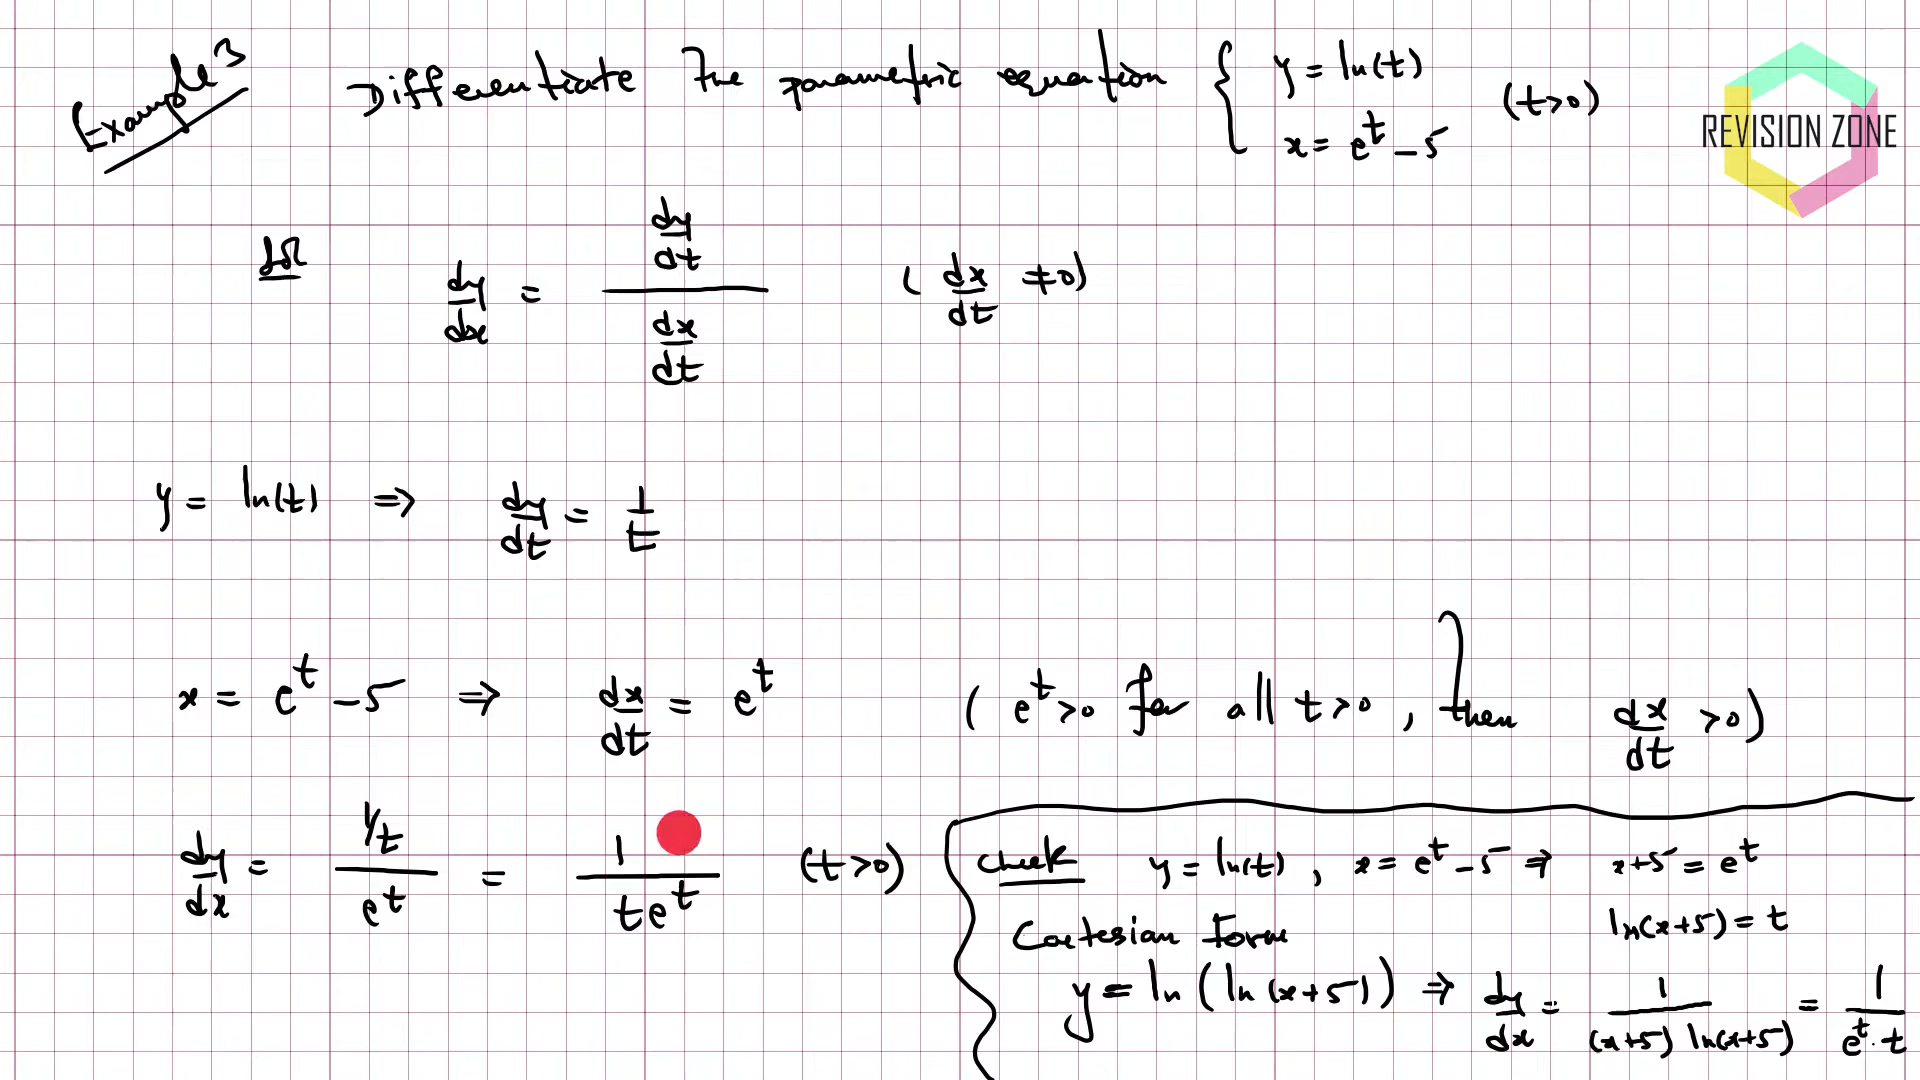 Example 3
Differentiate the parametric equation { y = ln(t) (t>0)
x = e^t - 5
REVISION ZONE
dy/dx = (dy/dt)/(dx/dt) (dx/dt ≠ 0)
y = ln(t) ⇒ dy/dt = 1/t
x = e^t - 5 ⇒ dx/dt = e^t (e^t > 0 for all t > 0, then dx/dt > 0)
dy/dx = (1/t)/e^t = 1/(t e^t) (t > 0)
Check y = ln(t), x = e^t - 5 ⇒ x+5 = e^t
ln(x+5) = t
Cartesian Form
y = ln(ln(x+5)) ⇒ dy/dx = 1/((x+5) ln(x+5)) = 1/(e^t · t)